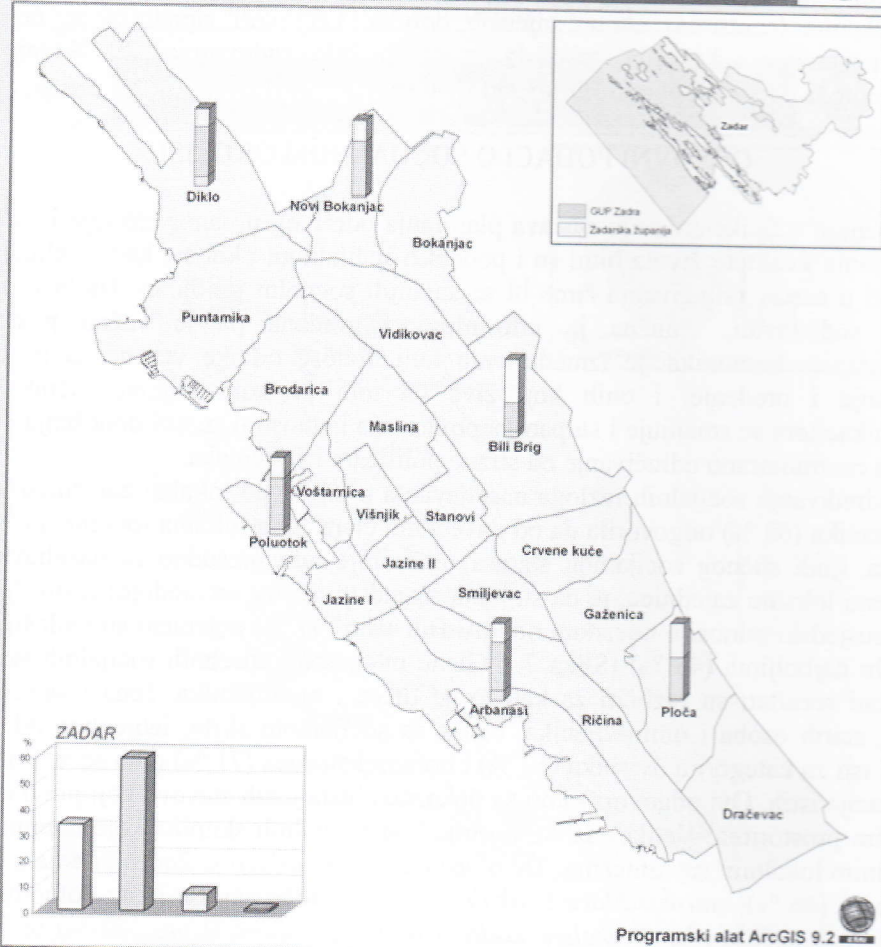 Zadar
GUP Zadra
Zadarska županija
Diklo
Novi Bokanjac
Bokanjac
Puntamika
Vidikovac
Brodarica
Maslina
Bili Brig
Voštarnica
Višnjik
Stanovi
Poluotok
Crvene kuće
Jazine II
Smiljevac
Jazine I
Gaženica
Arbanasi
Ričina
Ploča
Dračevac
ZADAR
%
60
50
40
30
20
10
0
Programski alat ArcGIS 9.2